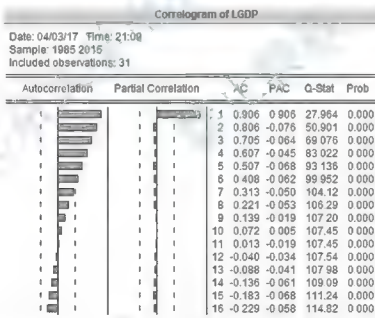 Correlogram of LGDP
Date: 04/03/17 Time: 21:09
Sample: 1985 2015
Included observations: 31
Autocorrelation Partial Correlation AC PAC Q-Stat Prob
1 0.906 0.906 27.964 0.000
2 0.806 -0.076 50.901 0.000
3 0.705 -0.064 69.076 0.000
4 0.607 -0.045 83.022 0.000
5 0.507 -0.068 93.136 0.000
6 0.408 -0.062 99.952 0.000
7 0.313 -0.050 104.12 0.000
8 0.221 -0.053 106.29 0.000
9 0.139 -0.019 107.20 0.000
10 0.072 0.005 107.45 0.000
11 0.013 -0.019 107.45 0.000
12 -0.040 -0.034 107.54 0.000
13 -0.088 -0.041 107.98 0.000
14 -0.136 -0.061 109.09 0.000
15 -0.183 -0.068 111.24 0.000
16 -0.229 -0.058 114.82 0.000